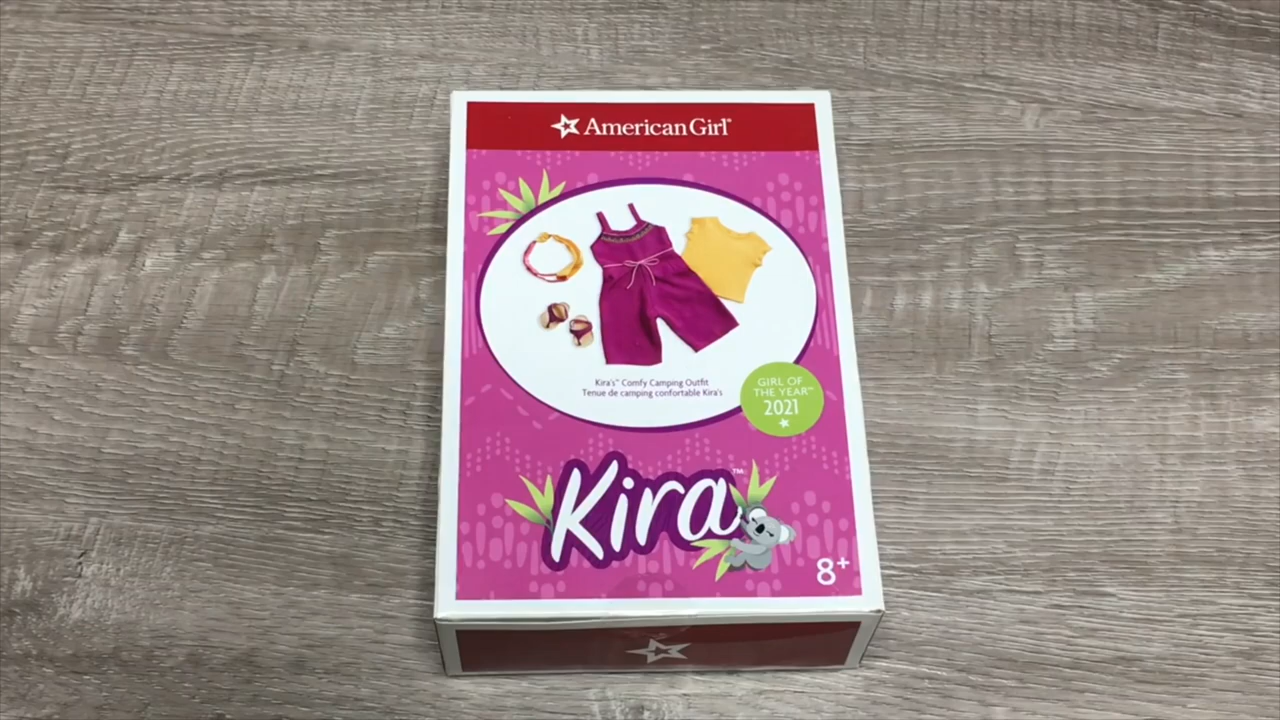 American Girl®
Kira's™ Comfy Camping Outfit
Tenue de camping confortable Kira's
GIRL OF
THE YEAR™
2021
Kira™
8+